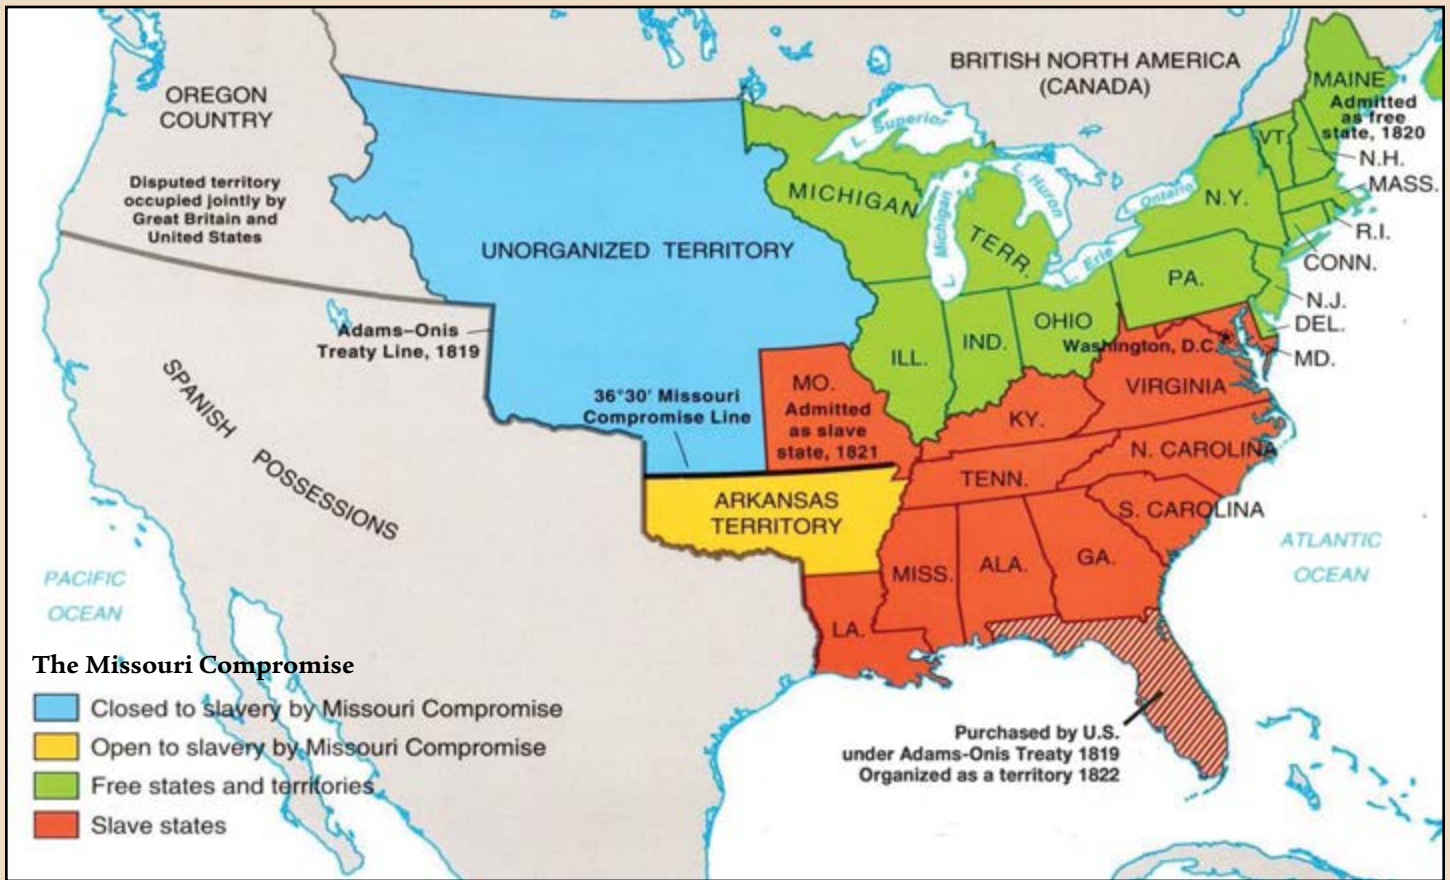 BRITISH NORTH AMERICA
(CANADA)
OREGON
COUNTRY
Disputed territory
occupied jointly by
Great Britain and
United States
UNORGANIZED TERRITORY
L. Superior
MICHIGAN
TERR.
L. Michigan
L. Huron
L. Erie
L. Ontario
MAINE
Admitted
as free
state, 1820
VT.
N.H.
MASS.
N.Y.
R.I.
CONN.
PA.
N.J.
DEL.
MD.
OHIO
IND.
ILL.
Washington, D.C.
Adams–Onis
Treaty Line, 1819
36°30' Missouri
Compromise Line
MO.
Admitted
as slave
state, 1821
VIRGINIA
KY.
N. CAROLINA
TENN.
S. CAROLINA
ARKANSAS
TERRITORY
MISS.
ALA.
GA.
LA.
SPANISH POSSESSIONS
PACIFIC
OCEAN
ATLANTIC
OCEAN
Purchased by U.S.
under Adams-Onis Treaty 1819
Organized as a territory 1822
The Missouri Compromise
Closed to slavery by Missouri Compromise
Open to slavery by Missouri Compromise
Free states and territories
Slave states